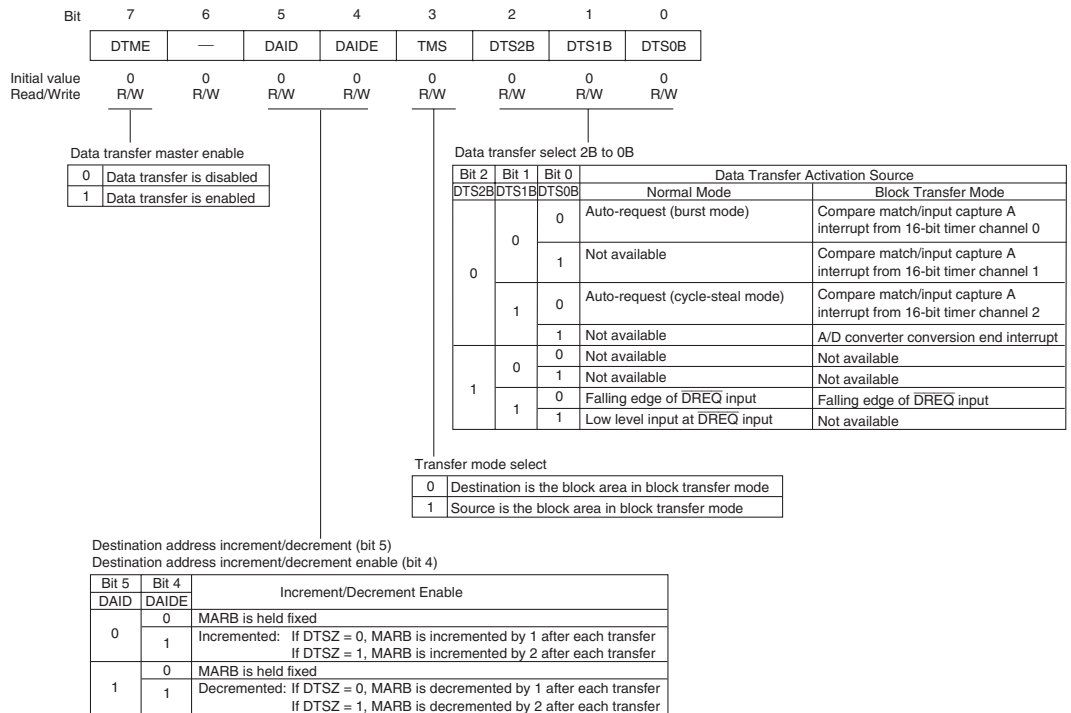 Bit 7 6 5 4 3 2 1 0
DTME — DAID DAIDE TMS DTS2B DTS1B DTS0B
Initial value 0 0 0 0 0 0 0 0
Read/Write R/W R/W R/W R/W R/W R/W R/W R/W
Data transfer master enable
0 Data transfer is disabled
1 Data transfer is enabled
Data transfer select 2B to 0B
Bit 2 Bit 1 Bit 0 Data Transfer Activation Source
DTS2B DTS1B DTS0B Normal Mode Block Transfer Mode
0 0 0 Auto-request (burst mode) Compare match/input capture A
interrupt from 16-bit timer channel 0
1 Not available Compare match/input capture A
interrupt from 16-bit timer channel 1
1 0 Auto-request (cycle-steal mode) Compare match/input capture A
interrupt from 16-bit timer channel 2
1 Not available A/D converter conversion end interrupt
1 0 0 Not available Not available
1 Not available Not available
1 0 Falling edge of DREQ input Falling edge of DREQ input
1 Low level input at DREQ input Not available
Transfer mode select
0 Destination is the block area in block transfer mode
1 Source is the block area in block transfer mode
Destination address increment/decrement (bit 5)
Destination address increment/decrement enable (bit 4)
Bit 5 Bit 4 Increment/Decrement Enable
DAID DAIDE
0 0 MARB is held fixed
1 Incremented: If DTSZ = 0, MARB is incremented by 1 after each transfer
If DTSZ = 1, MARB is incremented by 2 after each transfer
1 0 MARB is held fixed
1 Decremented: If DTSZ = 0, MARB is decremented by 1 after each transfer
If DTSZ = 1, MARB is decremented by 2 after each transfer